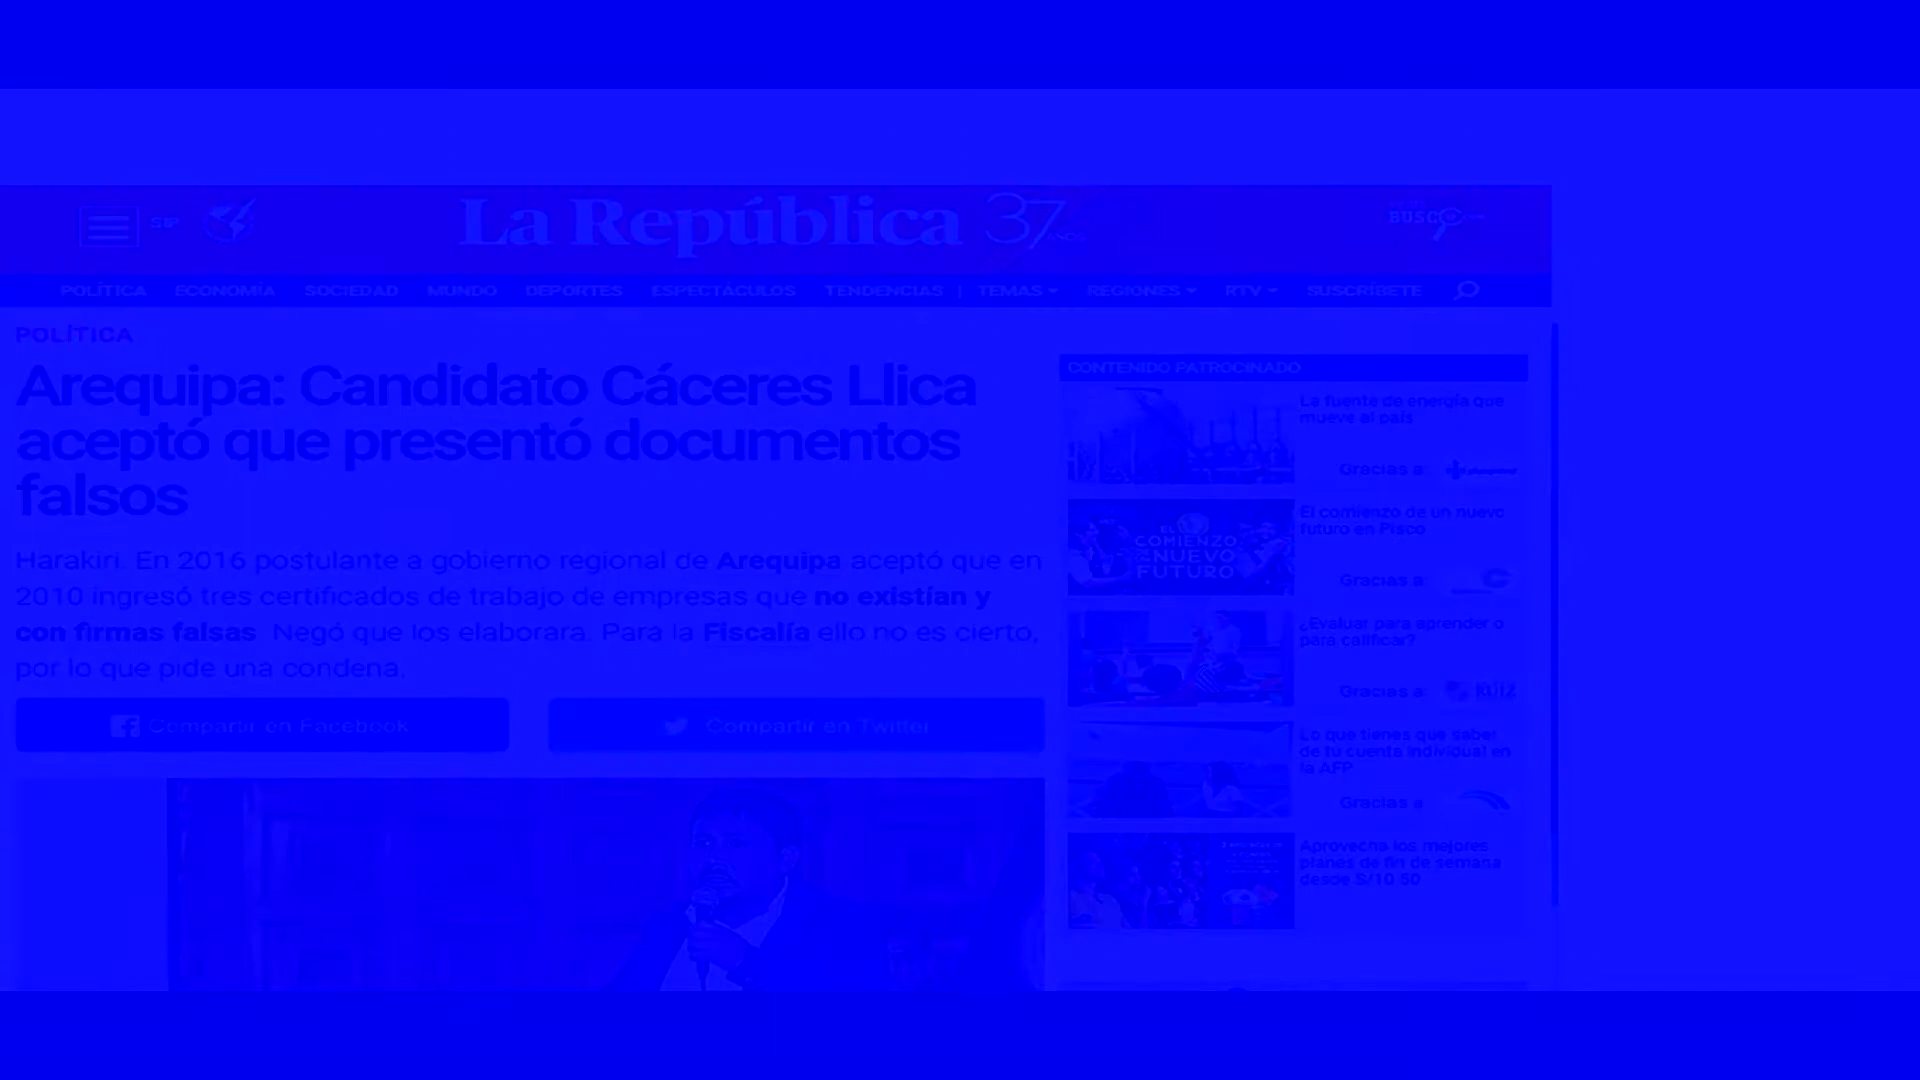 SIP
La República 37
AÑOS
BUSCO
POLÍTICA ECONOMÍA SOCIEDAD MUNDO DEPORTES ESPECTÁCULOS TENDENCIAS | TEMAS REGIONES RTV SUSCRÍBETE
POLÍTICA
Arequipa: Candidato Cáceres Llica
aceptó que presentó documentos
falsos
Harakiri. En 2016 postulante a gobierno regional de Arequipa aceptó que en
2010 ingresó tres certificados de trabajo de empresas que no existían y
con firmas falsas. Negó que los elaborara. Para la Fiscalía ello no es cierto,
por lo que pide una condena.
Compartir en Facebook
Compartir en Twitter
CONTENIDO PATROCINADO
La fuente de energía que
mueve al país
Gracias a:
EL
COMIENZO
NUEVO
FUTURO
El comienzo de un nuevo
futuro en Pisco
Gracias a:
¿Evaluar para aprender o
para calificar?
Gracias a:
RUIZ
Lo que tienes que saber
de tu cuenta individual en
la AFP
Gracias a
Aprovecha los mejores
planes de fin de semana
desde S/10.50